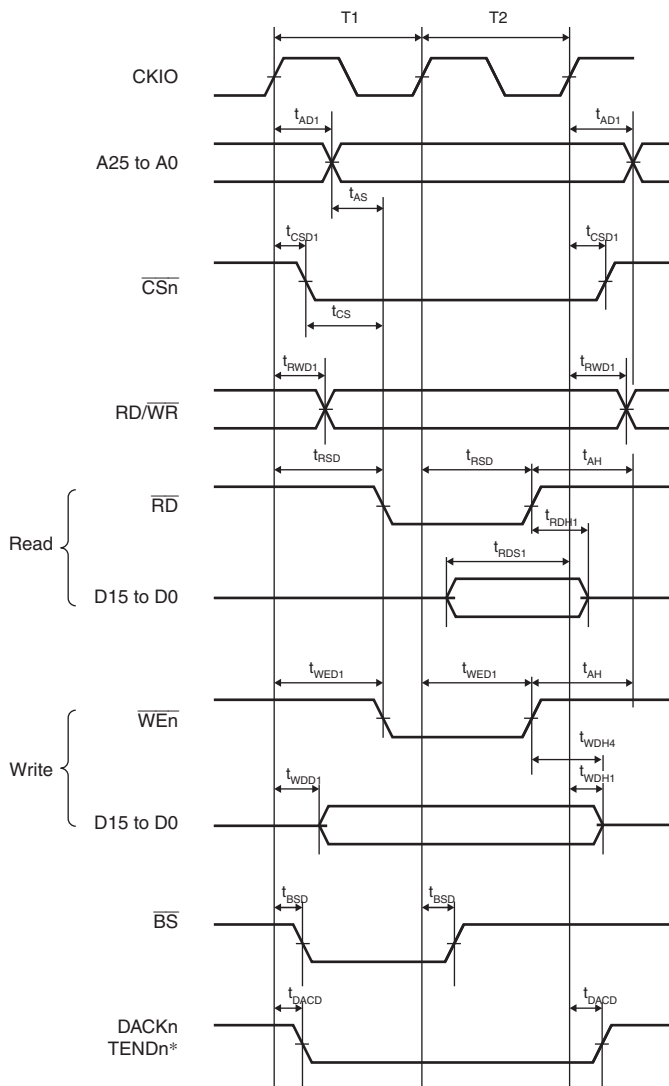 T1 T2
CKIO
tAD1 tAD1
A25 to A0
tAS
tCSD1 tCSD1
CSn
tCS
tRWD1 tRWD1
RD/WR
tRSD tRSD tAH
RD
tRDH1
Read
tRDS1
D15 to D0
tWED1 tWED1 tAH
WEn
tWDH4
Write
tWDD1 tWDH1
D15 to D0
tBSD tBSD
BS
tDACD tDACD
DACKn
TENDn*